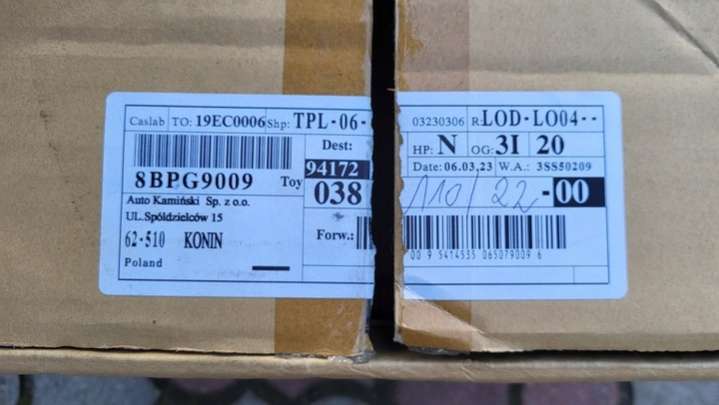 Caslab TO: 19EC0006 Shp: TPL-06- 03230306 R: LOD-LO04--
HP: N OG: 3I 20
Dest:
94172 Date: 06.03.23 W.A.: 3SS50209
8BPG9009 Toy 038 110/22 -00
Auto Kamiński Sp. z o.o.
UL.Spółdzielców 15
62-510 KONIN Forw.:
00 9 5414535 065079009 6
Poland